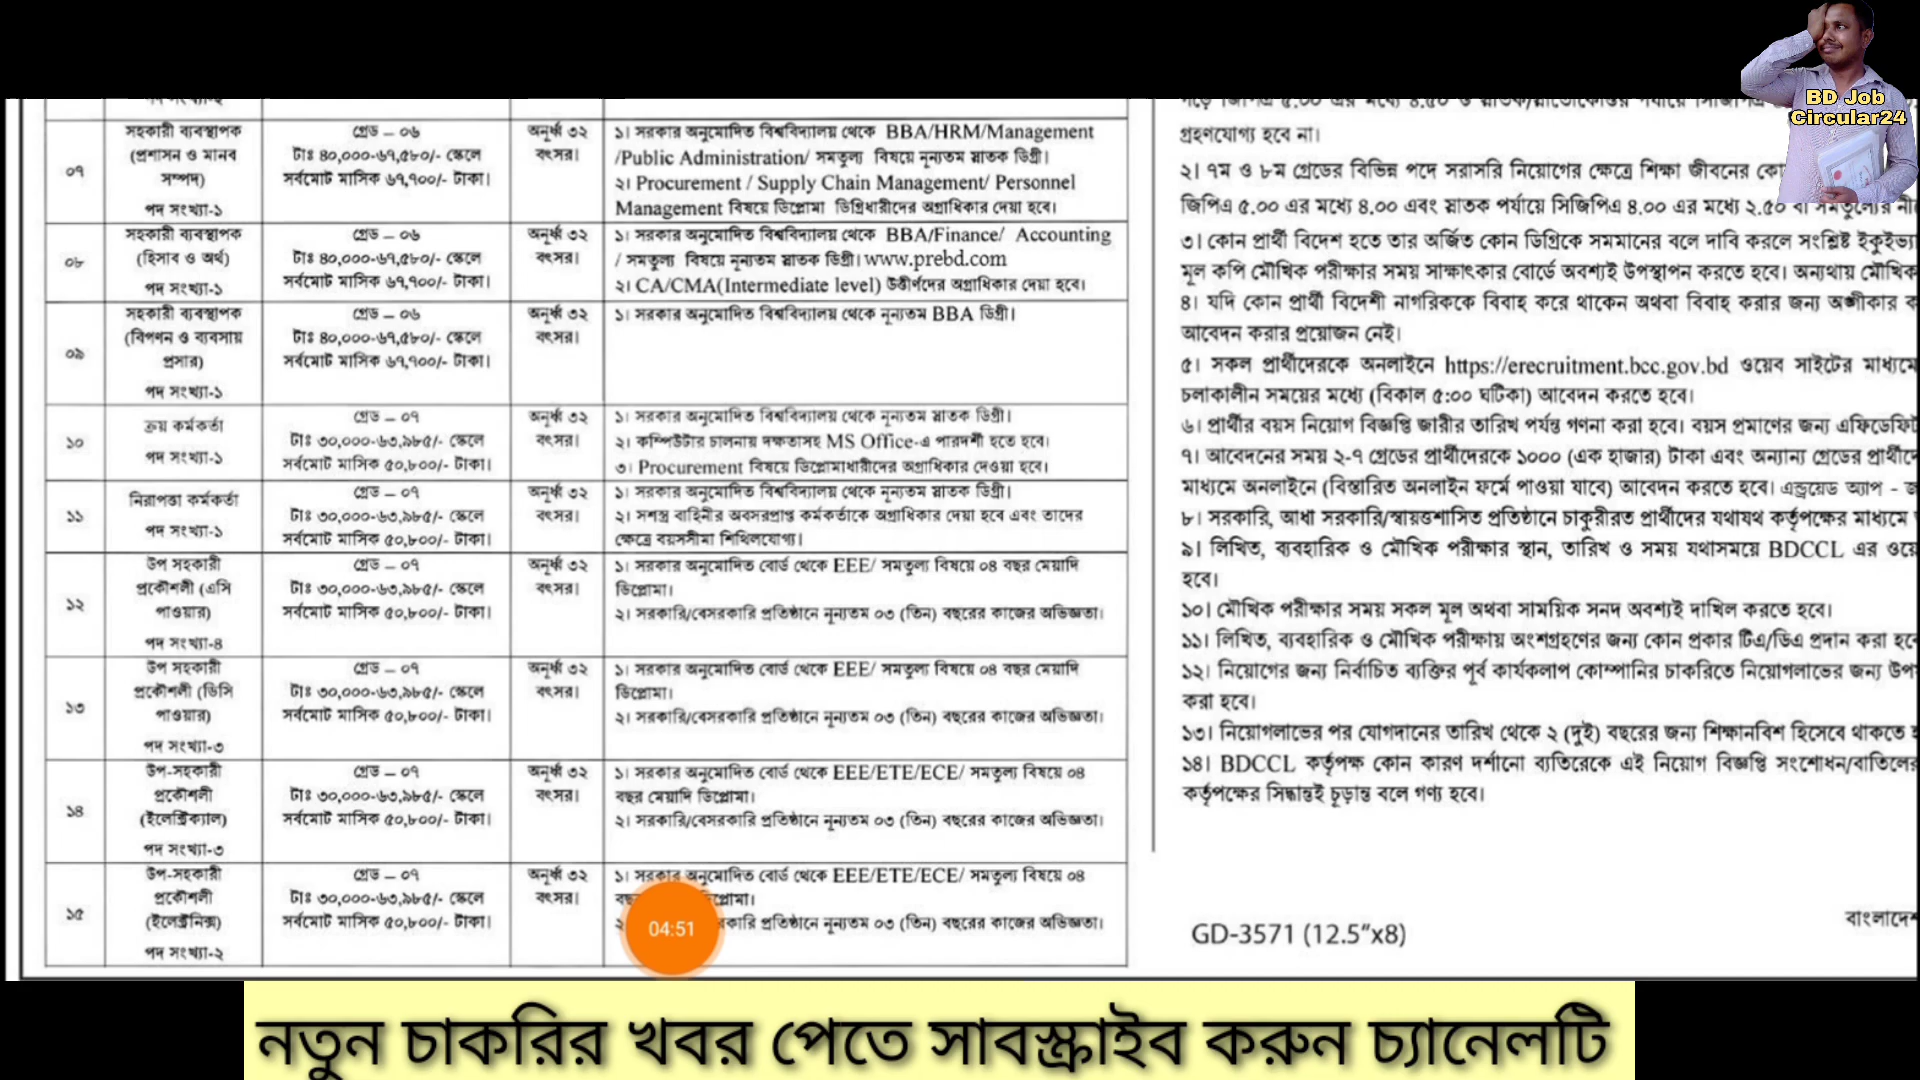 BD Job
Circular24
০৭
সহকারী ব্যবস্থাপক
(প্রশাসন ও মানব
সম্পদ)
পদ সংখ্যা-১
গ্রেড – ০৬
টাঃ ৪০,০০০-৬৭,৫৮০/- স্কেলে
সর্বমোট মাসিক ৬৭,৭০০/- টাকা।
অনূর্ধ্ব ৩২
বৎসর।
১। সরকার অনুমোদিত বিশ্ববিদ্যালয় থেকে BBA/HRM/Management
/Public Administration/ সমতুল্য বিষয়ে নূন্যতম স্নাতক ডিগ্রী।
২। Procurement / Supply Chain Management/ Personnel
Management বিষয়ে ডিপ্লোমা ডিগ্রিধারীদের অগ্রাধিকার দেয়া হবে।
০৮
সহকারী ব্যবস্থাপক
(হিসাব ও অর্থ)
পদ সংখ্যা-১
গ্রেড – ০৬
টাঃ ৪০,০০০-৬৭,৫৮০/- স্কেলে
সর্বমোট মাসিক ৬৭,৭০০/- টাকা।
অনূর্ধ্ব ৩২
বৎসর।
১। সরকার অনুমোদিত বিশ্ববিদ্যালয় থেকে BBA/Finance/ Accounting
/ সমতুল্য বিষয়ে নূন্যতম স্নাতক ডিগ্রী। www.prebd.com
২। CA/CMA(Intermediate level) উত্তীর্ণদের অগ্রাধিকার দেয়া হবে।
০৯
সহকারী ব্যবস্থাপক
(বিপণন ও ব্যবসায়
প্রসার)
পদ সংখ্যা-১
গ্রেড – ০৬
টাঃ ৪০,০০০-৬৭,৫৮০/- স্কেলে
সর্বমোট মাসিক ৬৭,৭০০/- টাকা।
অনূর্ধ্ব ৩২
বৎসর।
১। সরকার অনুমোদিত বিশ্ববিদ্যালয় থেকে নূন্যতম BBA ডিগ্রী।
১০
ক্রয় কর্মকর্তা
পদ সংখ্যা-১
গ্রেড – ০৭
টাঃ ৩০,০০০-৬৩,৯৮৫/- স্কেলে
সর্বমোট মাসিক ৫০,৮০০/- টাকা।
অনূর্ধ্ব ৩২
বৎসর।
১। সরকার অনুমোদিত বিশ্ববিদ্যালয় থেকে নূন্যতম স্নাতক ডিগ্রী।
২। কম্পিউটার চালনায় দক্ষতাসহ MS Office-এ পারদর্শী হতে হবে।
৩। Procurement বিষয়ে ডিপ্লোমাধারীদের অগ্রাধিকার দেওয়া হবে।
১১
নিরাপত্তা কর্মকর্তা
পদ সংখ্যা-১
গ্রেড – ০৭
টাঃ ৩০,০০০-৬৩,৯৮৫/- স্কেলে
সর্বমোট মাসিক ৫০,৮০০/- টাকা।
অনূর্ধ্ব ৩২
বৎসর।
১। সরকার অনুমোদিত বিশ্ববিদ্যালয় থেকে নূন্যতম স্নাতক ডিগ্রী।
২। সশস্ত্র বাহিনীর অবসরপ্রাপ্ত কর্মকর্তাকে অগ্রাধিকার দেয়া হবে এবং তাদের
ক্ষেত্রে বয়সসীমা শিথিলযোগ্য।
১২
উপ সহকারী
প্রকৌশলী (এসি
পাওয়ার)
পদ সংখ্যা-৪
গ্রেড – ০৭
টাঃ ৩০,০০০-৬৩,৯৮৫/- স্কেলে
সর্বমোট মাসিক ৫০,৮০০/- টাকা।
অনূর্ধ্ব ৩২
বৎসর।
১। সরকার অনুমোদিত বোর্ড থেকে EEE/ সমতুল্য বিষয়ে ০৪ বছর মেয়াদি
ডিপ্লোমা।
২। সরকারি/বেসরকারি প্রতিষ্ঠানে নূন্যতম ০৩ (তিন) বছরের কাজের অভিজ্ঞতা।
১৩
উপ সহকারী
প্রকৌশলী (ডিসি
পাওয়ার)
পদ সংখ্যা-৩
গ্রেড – ০৭
টাঃ ৩০,০০০-৬৩,৯৮৫/- স্কেলে
সর্বমোট মাসিক ৫০,৮০০/- টাকা।
অনূর্ধ্ব ৩২
বৎসর।
১। সরকার অনুমোদিত বোর্ড থেকে EEE/ সমতুল্য বিষয়ে ০৪ বছর মেয়াদি
ডিপ্লোমা।
২। সরকারি/বেসরকারি প্রতিষ্ঠানে নূন্যতম ০৩ (তিন) বছরের কাজের অভিজ্ঞতা।
১৪
উপ-সহকারী
প্রকৌশলী
(ইলেক্ট্রিক্যাল)
পদ সংখ্যা-৩
গ্রেড – ০৭
টাঃ ৩০,০০০-৬৩,৯৮৫/- স্কেলে
সর্বমোট মাসিক ৫০,৮০০/- টাকা।
অনূর্ধ্ব ৩২
বৎসর।
১। সরকার অনুমোদিত বোর্ড থেকে EEE/ETE/ECE/ সমতুল্য বিষয়ে ০৪
বছর মেয়াদি ডিপ্লোমা।
২। সরকারি/বেসরকারি প্রতিষ্ঠানে নূন্যতম ০৩ (তিন) বছরের কাজের অভিজ্ঞতা।
১৫
উপ-সহকারী
প্রকৌশলী
(ইলেক্ট্রনিক্স)
পদ সংখ্যা-২
গ্রেড – ০৭
টাঃ ৩০,০০০-৬৩,৯৮৫/- স্কেলে
সর্বমোট মাসিক ৫০,৮০০/- টাকা।
অনূর্ধ্ব ৩২
বৎসর।
১। সরকার অনুমোদিত বোর্ড থেকে EEE/ETE/ECE/ সমতুল্য বিষয়ে ০৪
প্রতিষ্ঠানে নূন্যতম ০৩ (তিন) বছরের কাজের অভিজ্ঞতা।
04:51
গ্রহণযোগ্য হবে না।
২। ৭ম ও ৮ম গ্রেডের বিভিন্ন পদে সরাসরি নিয়োগের ক্ষেত্রে শিক্ষা জীবনের
জিপিএ ৫.০০ এর মধ্যে ৪.০০ এবং স্নাতক পর্যায়ে সিজিপিএ ৪.০০ এর মধ্যে ২.৫০ বা সমতুল্যের
৩। কোন প্রার্থী বিদেশ হতে তার অর্জিত কোন ডিগ্রিকে সমমানের বলে দাবি করলে সংশ্লিষ্ট
মূল কপি মৌখিক পরীক্ষার সময় সাক্ষাৎকার বোর্ডে অবশ্যই উপস্থাপন করতে হবে। অন্যথায় মৌখিক
৪। যদি কোন প্রার্থী বিদেশী নাগরিককে বিবাহ করে থাকেন অথবা বিবাহ করার জন্য অঙ্গীকার
আবেদন করার প্রয়োজন নেই।
৫। সকল প্রার্থীদেরকে অনলাইনে https://erecruitment.bcc.gov.bd ওয়েব সাইটের মাধ্যমে
চলাকালীন সময়ের মধ্যে (বিকাল ৫:০০ ঘটিকা) আবেদন করতে হবে।
৬। প্রার্থীর বয়স নিয়োগ বিজ্ঞপ্তি জারীর তারিখ পর্যন্ত গণনা করা হবে। বয়স প্রমাণের জন্য এফিডেফিট
৭। আবেদনের সময় ২-৭ গ্রেডের প্রার্থীদেরকে ১০০০ (এক হাজার) টাকা এবং অন্যান্য গ্রেডের
মাধ্যমে অনলাইনে (বিস্তারিত অনলাইন ফর্মে পাওয়া যাবে) আবেদন করতে হবে। এন্ড্রয়েড অ্যাপ -
৮। সরকারি, আধা সরকারি/স্বায়ত্তশাসিত প্রতিষ্ঠানে চাকুরীরত প্রার্থীদের যথাযথ কর্তৃপক্ষের মাধ্যমে
৯। লিখিত, ব্যবহারিক ও মৌখিক পরীক্ষার স্থান, তারিখ ও সময় যথাসময়ে BDCCL এর
হবে।
১০। মৌখিক পরীক্ষার সময় সকল মূল অথবা সাময়িক সনদ অবশ্যই দাখিল করতে হবে।
১১। লিখিত, ব্যবহারিক ও মৌখিক পরীক্ষায় অংশগ্রহণের জন্য কোন প্রকার টিএ/ডিএ প্রদান করা
১২। নিয়োগের জন্য নির্বাচিত ব্যক্তির পূর্ব কার্যকলাপ কোম্পানির চাকরিতে নিয়োগলাভের জন্য
করা হবে।
১৩। নিয়োগলাভের পর যোগদানের তারিখ থেকে ২ (দুই) বছরের জন্য শিক্ষানবিশ হিসেবে থাকতে
১৪। BDCCL কর্তৃপক্ষ কোন কারণ দর্শানো ব্যতিরেকে এই নিয়োগ বিজ্ঞপ্তি সংশোধন/বাতিলের
কর্তৃপক্ষের সিদ্ধান্তই চূড়ান্ত বলে গণ্য হবে।
GD-3571 (12.5"x8)
নতুন চাকরির খবর পেতে সাবস্ক্রাইব করুন চ্যানেলটি